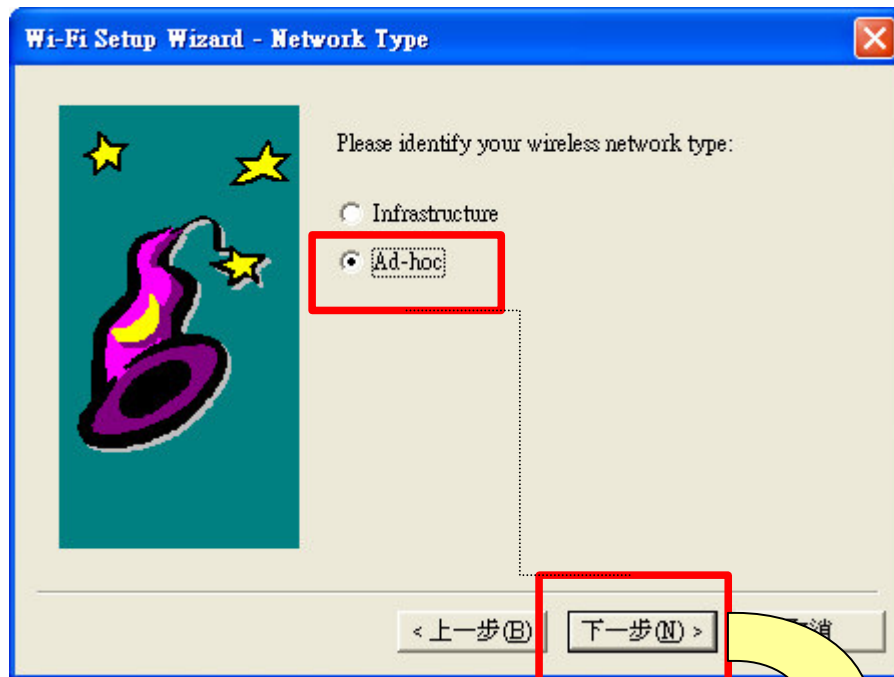 Wi-Fi Setup Wizard - Network Type
Please identify your wireless network type:
Infrastructure
Ad-hoc
<上一步(B)
下一步(N)>
消